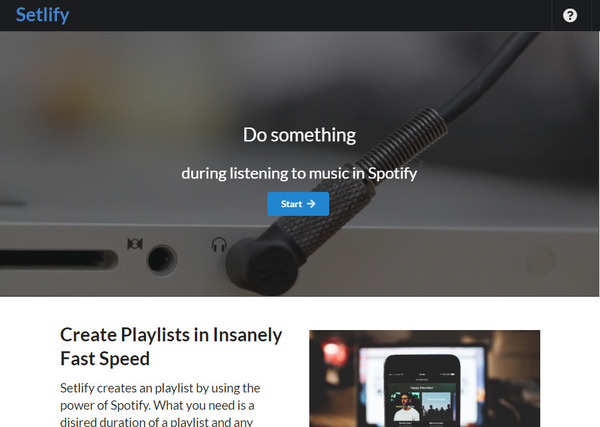 Setlify
Do something
during listening to music in Spotify
Start
Create Playlists in Insanely
Fast Speed
Setlify creates an playlist by using
the power of Spotify. What you need is a
disired duration of a playlist and any